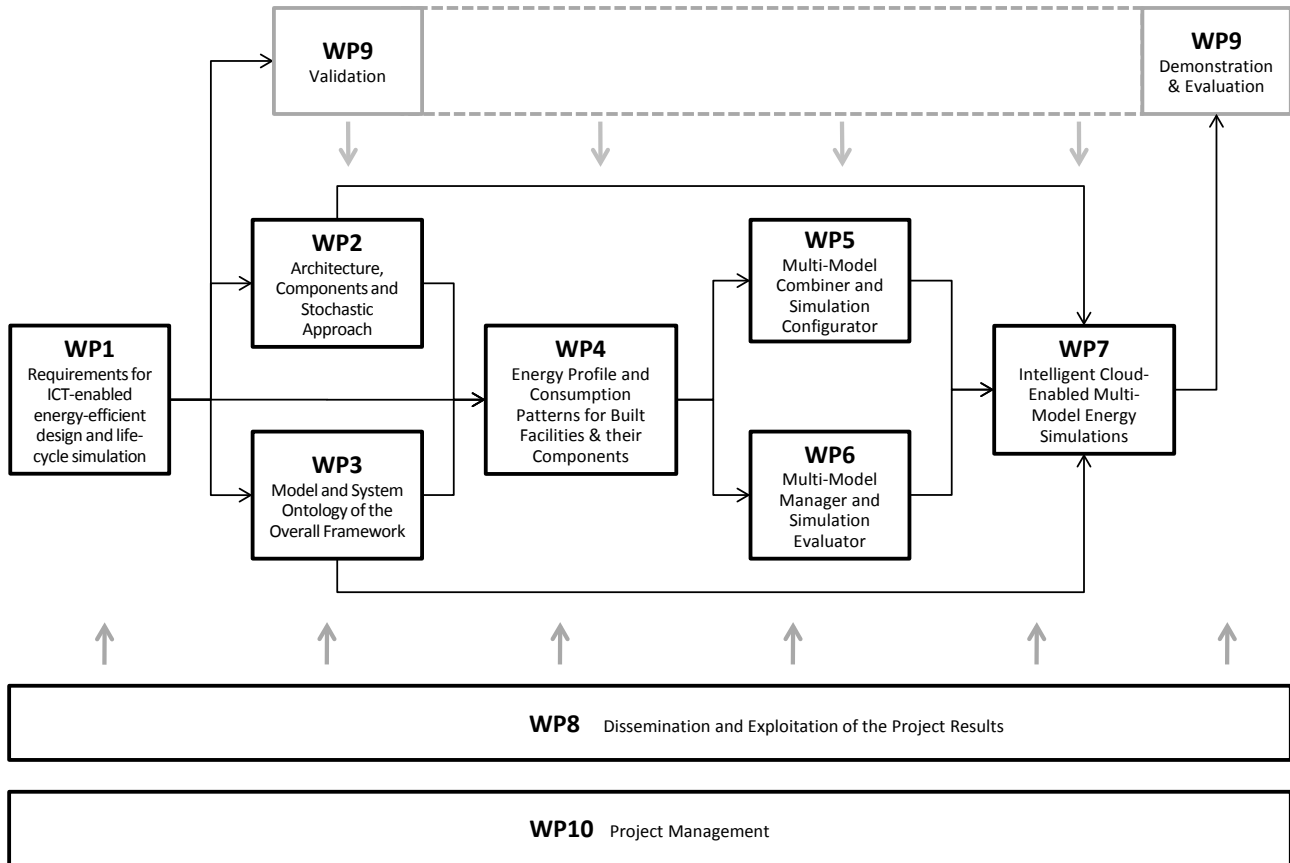 WP9
Validation
WP9
Demonstration
& Evaluation
WP2
Architecture,
Components and
Stochastic
Approach
WP5
Multi-Model
Combiner and
Simulation
Configurator
WP1
Requirements for
ICT-enabled
energy-efficient
design and life-
cycle simulation
WP4
Energy Profile and
Consumption
Patterns for Built
Facilities & their
Components
WP7
Intelligent Cloud-
Enabled Multi-
Model Energy
Simulations
WP3
Model and System
Ontology of the
Overall Framework
WP6
Multi-Model
Manager and
Simulation
Evaluator
WP8 Dissemination and Exploitation of the Project Results
WP10 Project Management